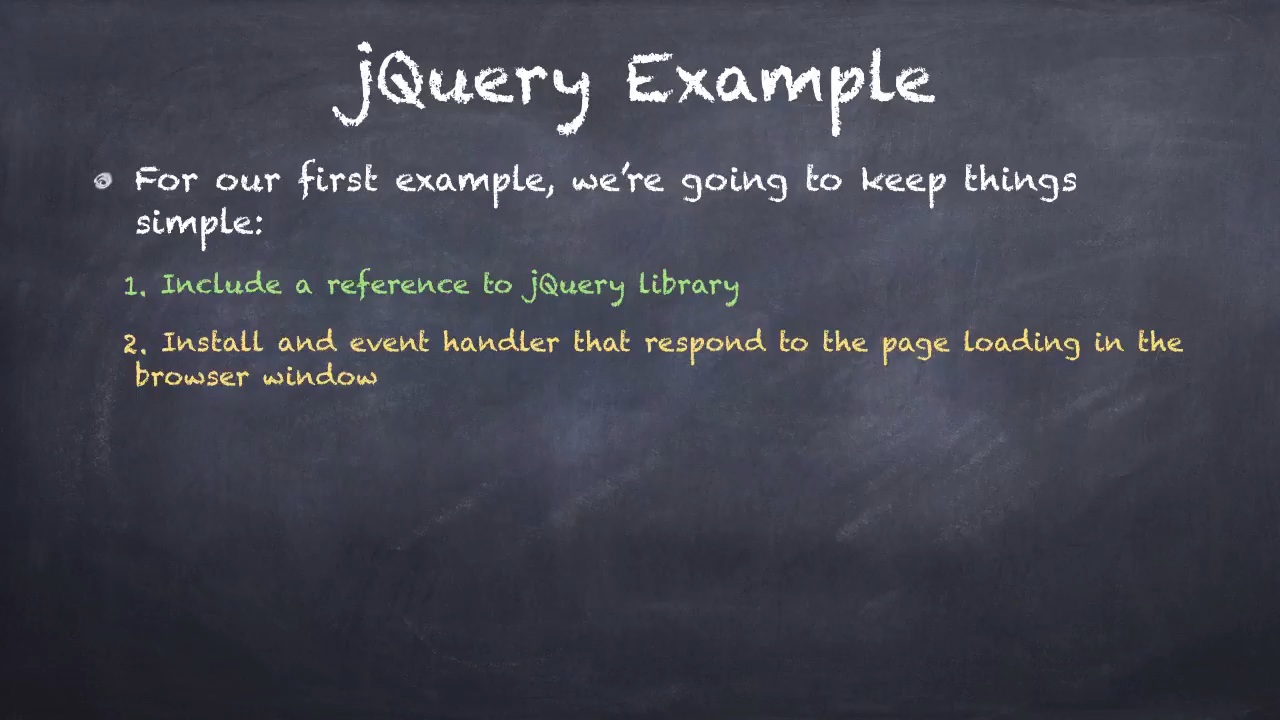 jQuery Example
For our first example, we're going to keep things
simple:
1. Include a reference to jQuery library
2. Install and event handler that respond to the page loading in the
browser window